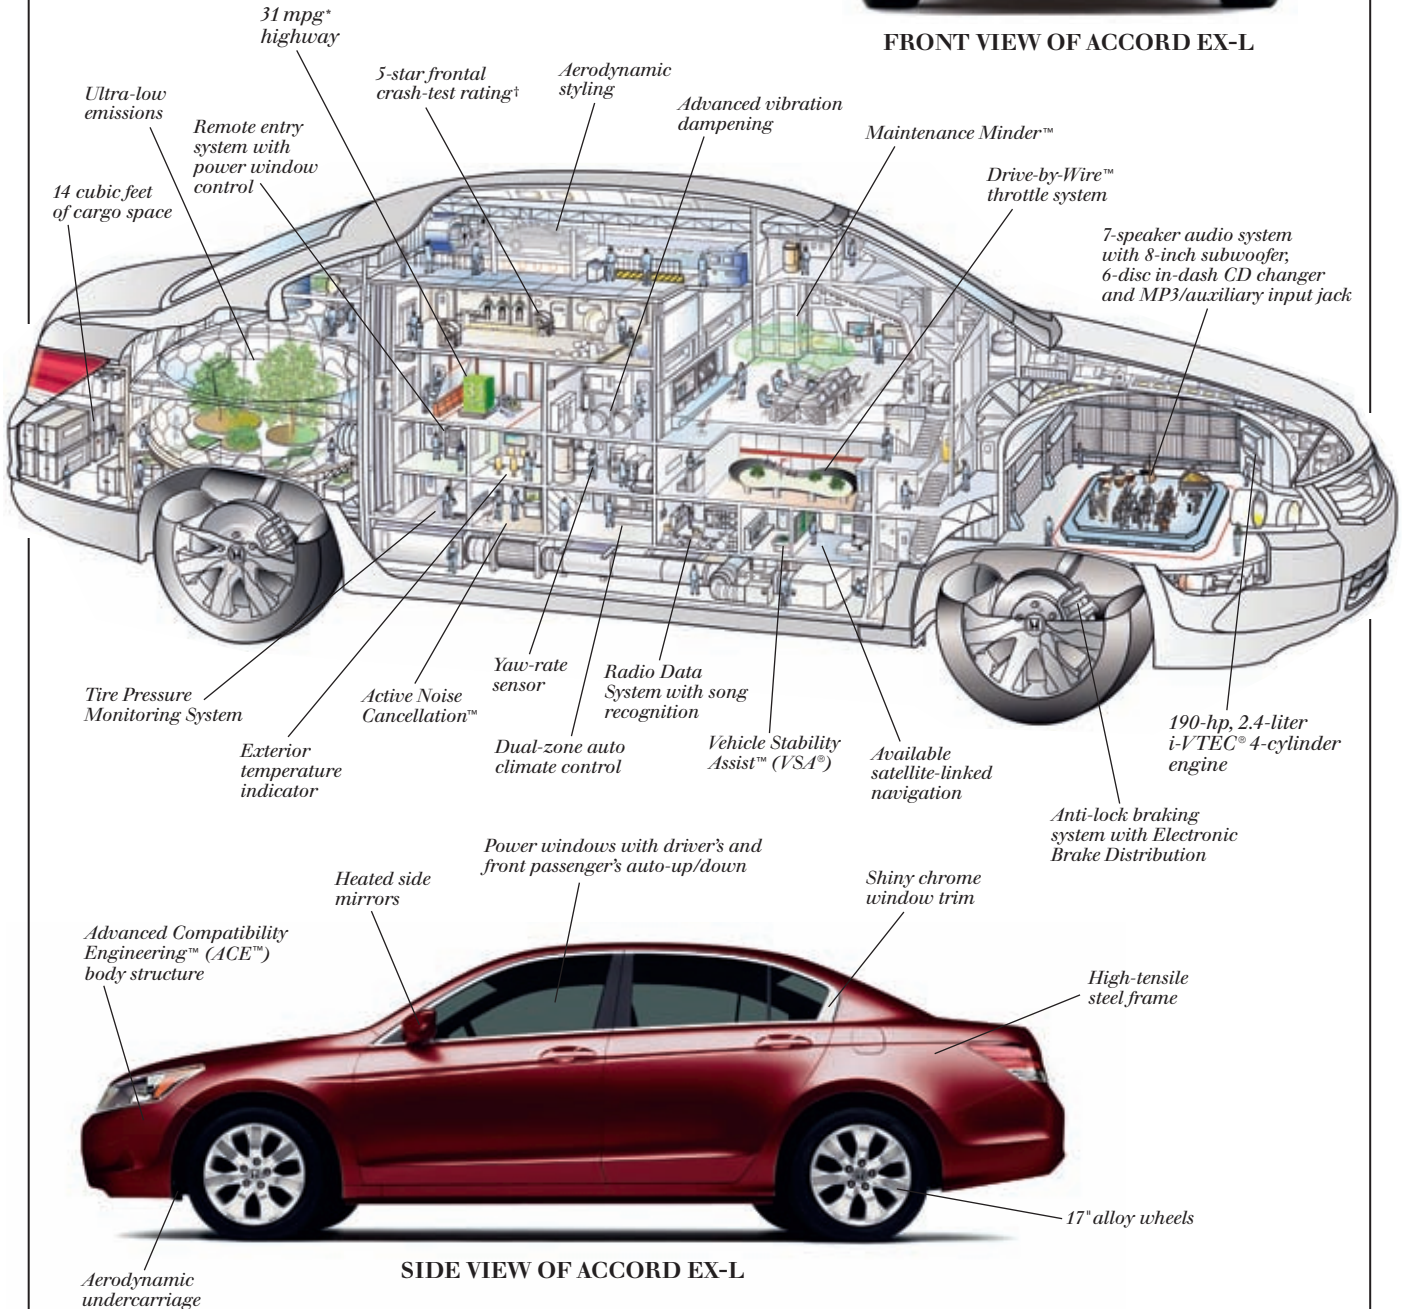 31 mpg*
highway
FRONT VIEW OF ACCORD EX-L
5-star frontal
crash-test rating†
Aerodynamic
styling
Ultra-low
emissions
Advanced vibration
dampening
Remote entry
system with
power window
control
Maintenance Minder™
Drive-by-Wire™
throttle system
14 cubic feet
of cargo space
7-speaker audio system
with 8-inch subwoofer,
6-disc in-dash CD changer
and MP3/auxiliary input jack
Tire Pressure
Monitoring System
Exterior
temperature
indicator
Active Noise
Cancellation™
Yaw-rate
sensor
Dual-zone auto
climate control
Radio Data
System with song
recognition
Vehicle Stability
Assist™ (VSA®)
Available
satellite-linked
navigation
190-hp, 2.4-liter
i-VTEC® 4-cylinder
engine
Anti-lock braking
system with Electronic
Brake Distribution
Power windows with driver's and
front passenger's auto-up/down
Heated side
mirrors
Shiny chrome
window trim
Advanced Compatibility
Engineering™ (ACE™)
body structure
High-tensile
steel frame
17" alloy wheels
SIDE VIEW OF ACCORD EX-L
Aerodynamic
undercarriage